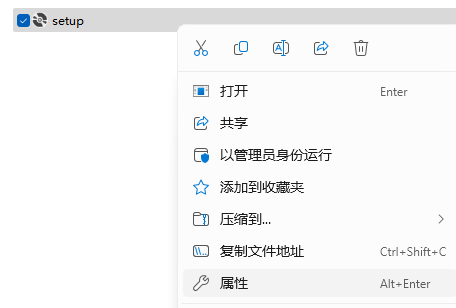 setup
打开 Enter
共享
以管理员身份运行
添加到收藏夹
压缩到...
复制文件地址 Ctrl+Shift+C
属性 Alt+Enter